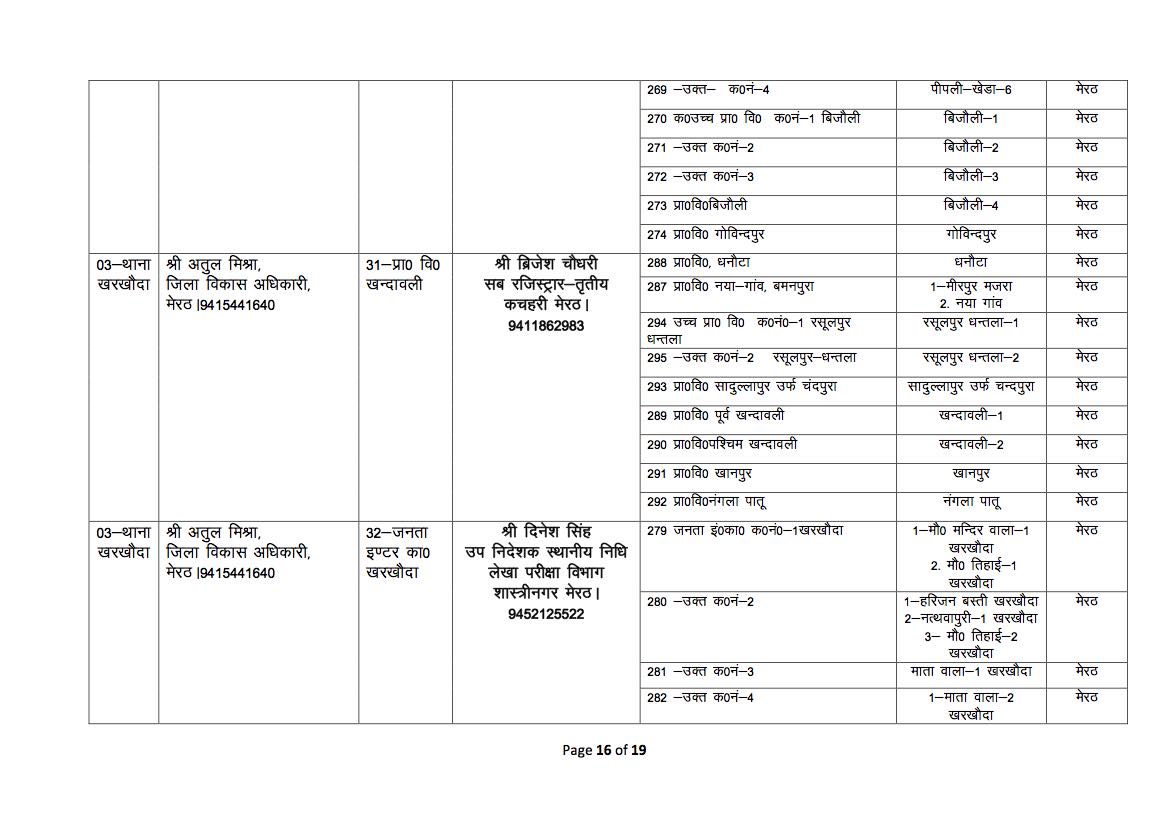 269 –उक्त– क0नं–4
पीपली–खेडा–6
मेरठ
270 क0उच्च प्रा0 वि0 क0नं–1 बिजौली
बिजौली–1
मेरठ
271 –उक्त क0नं–2
बिजौली–2
मेरठ
272 –उक्त क0नं–3
बिजौली–3
मेरठ
273 प्रा0वि0बिजौली
बिजौली–4
मेरठ
274 प्रा0वि0 गोविन्दपुर
गोविन्दपुर
मेरठ
03–थाना
खरखौदा
श्री अतुल मिश्रा,
जिला विकास अधिकारी,
मेरठ।9415441640
31–प्रा0 वि0
खन्दावली
श्री ब्रिजेश चौधरी
सब रजिस्ट्रार–तृतीय
कचहरी मेरठ।
9411862983
288 प्रा0वि0, धनौटा
धनौटा
मेरठ
287 प्रा0वि0 नया–गांव, बमनपुरा
1–मीरपुर मजरा
2. नया गांव
मेरठ
294 उच्च प्रा0 वि0 क0नं0–1 रसूलपुर
धन्तला
रसूलपुर धन्तला–1
मेरठ
295 –उक्त क0नं–2 रसूलपुर–धन्तला
रसूलपुर धन्तला–2
मेरठ
293 प्रा0वि0 सादुल्लापुर उर्फ चंदपुरा
सादुल्लापुर उर्फ चन्दपुरा
मेरठ
289 प्रा0वि0 पूर्व खन्दावली
खन्दावली–1
मेरठ
290 प्रा0वि0पश्चिम खन्दावली
खन्दावली–2
मेरठ
291 प्रा0वि0 खानपुर
खानपुर
मेरठ
292 प्रा0वि0नंगला पातू
नंगला पातू
मेरठ
03–थाना
खरखौदा
श्री अतुल मिश्रा,
जिला विकास अधिकारी,
मेरठ।9415441640
32–जनता
इण्टर का0
खरखौदा
श्री दिनेश सिंह
उप निदेशक स्थानीय निधि
लेखा परीक्षा विभाग
शास्त्रीनगर मेरठ।
9452125522
279 जनता इं0का0 क0नं0–1खरखौदा
1–मौ0 मन्दिर वाला–1
खरखौदा
2. मौ0 तिहाई–1
खरखौदा
मेरठ
280 –उक्त क0नं–2
1–हरिजन बस्ती खरखौदा
2–नत्थवापुरी–1 खरखौदा
3– मौ0 तिहाई–2
खरखौदा
मेरठ
281 –उक्त क0नं–3
माता वाला–1 खरखौदा
मेरठ
282 –उक्त क0नं–4
1–माता वाला–2
खरखौदा
मेरठ
Page 16 of 19